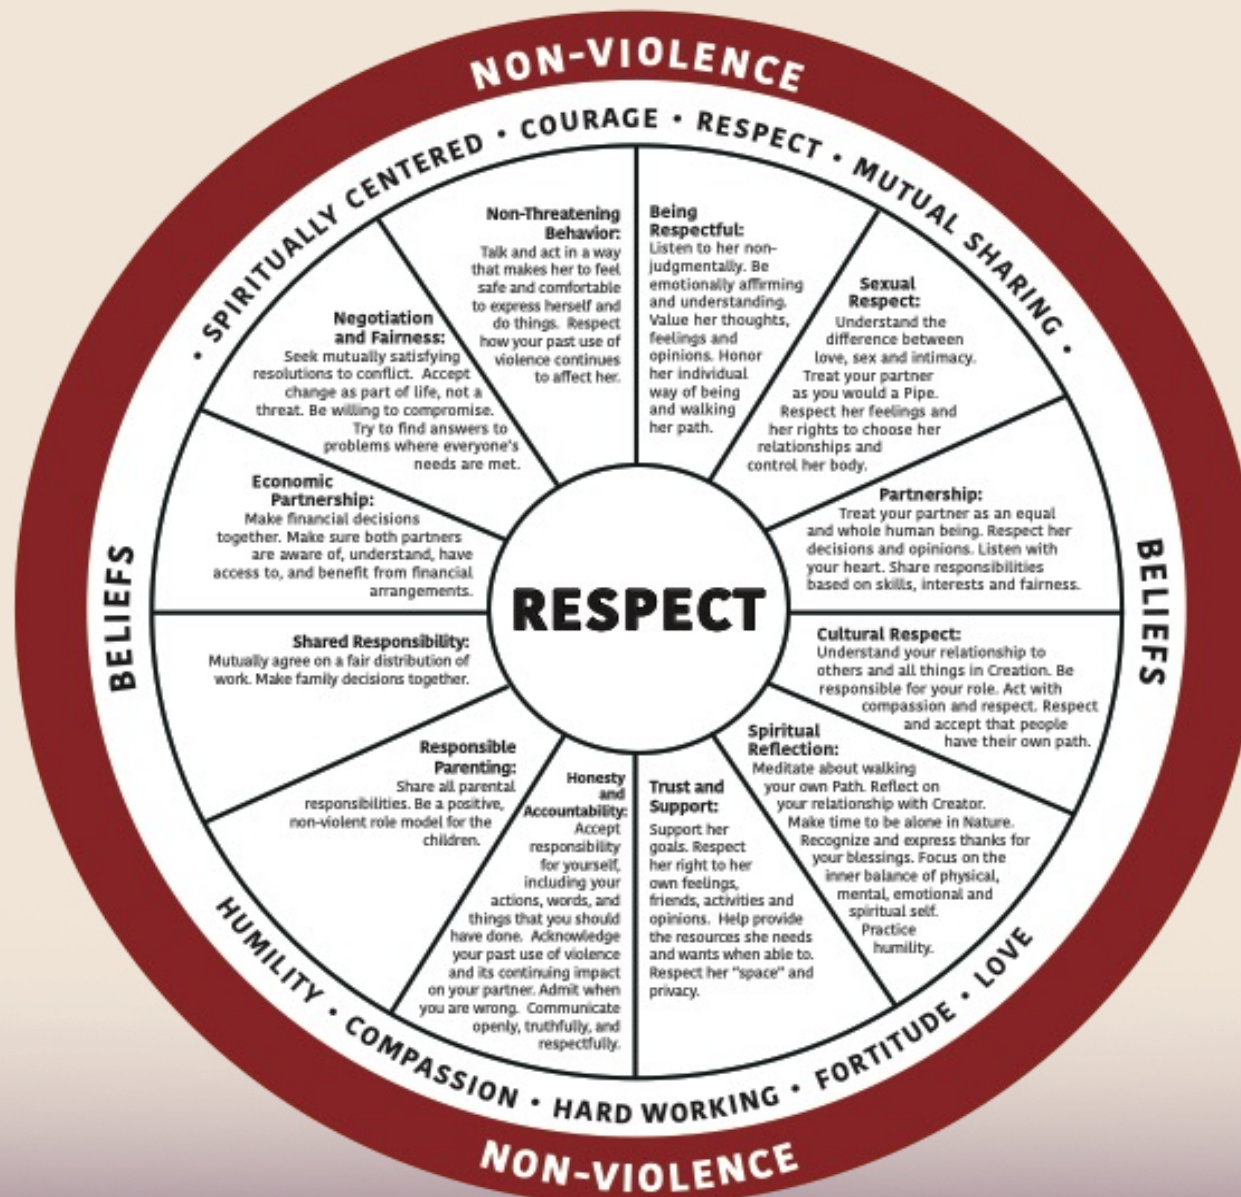 NON-VIOLENCE
• SPIRITUALLY CENTERED • COURAGE • RESPECT • MUTUAL SHARING •
BELIEFS
BELIEFS
Non-Threatening
Behavior:
Talk and act in a way
that makes her to feel
safe and comfortable
to express herself and
do things. Respect
how your past use of
violence continues
to affect her.
Being
Respectful:
Listen to her non-
judgmentally. Be
emotionally affirming
and understanding.
Value her thoughts,
feelings and
opinions. Honor
her individual
way of being
and walking
her path.
Sexual
Respect:
Understand the
difference between
love, sex and intimacy.
Treat your partner
as you would a Pipe.
Respect her feelings and
her rights to choose her
relationships and
control her body.
Partnership:
Treat your partner as an equal
and whole human being. Respect her
decisions and opinions. Listen with
your heart. Share responsibilities
based on skills, interests and fairness.
Cultural Respect:
Understand your relationship to
others and all things in Creation. Be
responsible for your role. Act with
compassion and respect. Respect
and accept that people
have their own path.
Spiritual
Reflection:
Meditate about walking
your own Path. Reflect on
your relationship with Creator.
Make time to be alone in Nature.
Recognize and express thanks for
your blessings. Focus on the
inner balance of physical,
mental, emotional and
spiritual self.
Practice
humility.
Trust and
Support:
Support her
goals. Respect
her right to her
own feelings,
friends, activities and
opinions. Help provide
the resources she needs
and wants when able to.
Respect her "space" and
privacy.
Honesty
and
Accountability:
Accept
responsibility
for yourself,
including your
actions, words, and
things that you should
have done. Acknowledge
your past use of violence
and its continuing impact
on your partner. Admit when
you are wrong. Communicate
openly, truthfully, and
respectfully.
Responsible
Parenting:
Share all parental
responsibilities. Be a positive,
non-violent role model for the
children.
Shared Responsibility:
Mutually agree on a fair distribution of
work. Make family decisions together.
Economic
Partnership:
Make financial decisions
together. Make sure both partners
are aware of, understand, have
access to, and benefit from financial
arrangements.
Negotiation
and Fairness:
Seek mutually satisfying
resolutions to conflict. Accept
change as part of life, not a
threat. Be willing to compromise.
Try to find answers to
problems where everyone's
needs are met.
RESPECT
HUMILITY • COMPASSION • HARD WORKING • FORTITUDE • LOVE
NON-VIOLENCE